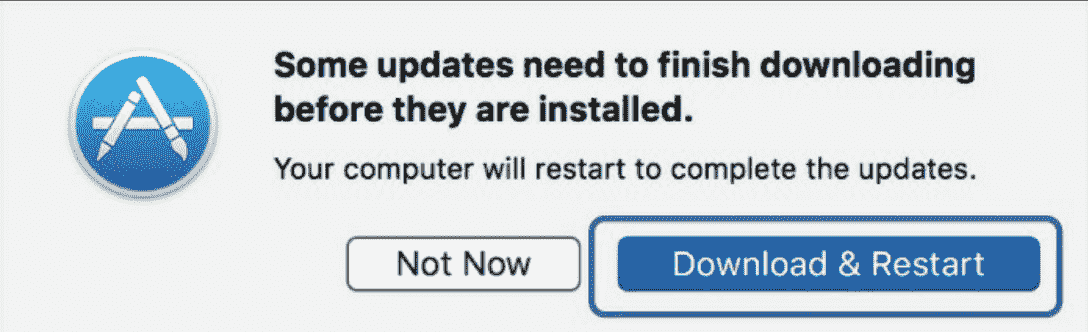 Some updates need to finish downloading
before they are installed.
Your computer will restart to complete the updates.
Not Now
Download & Restart